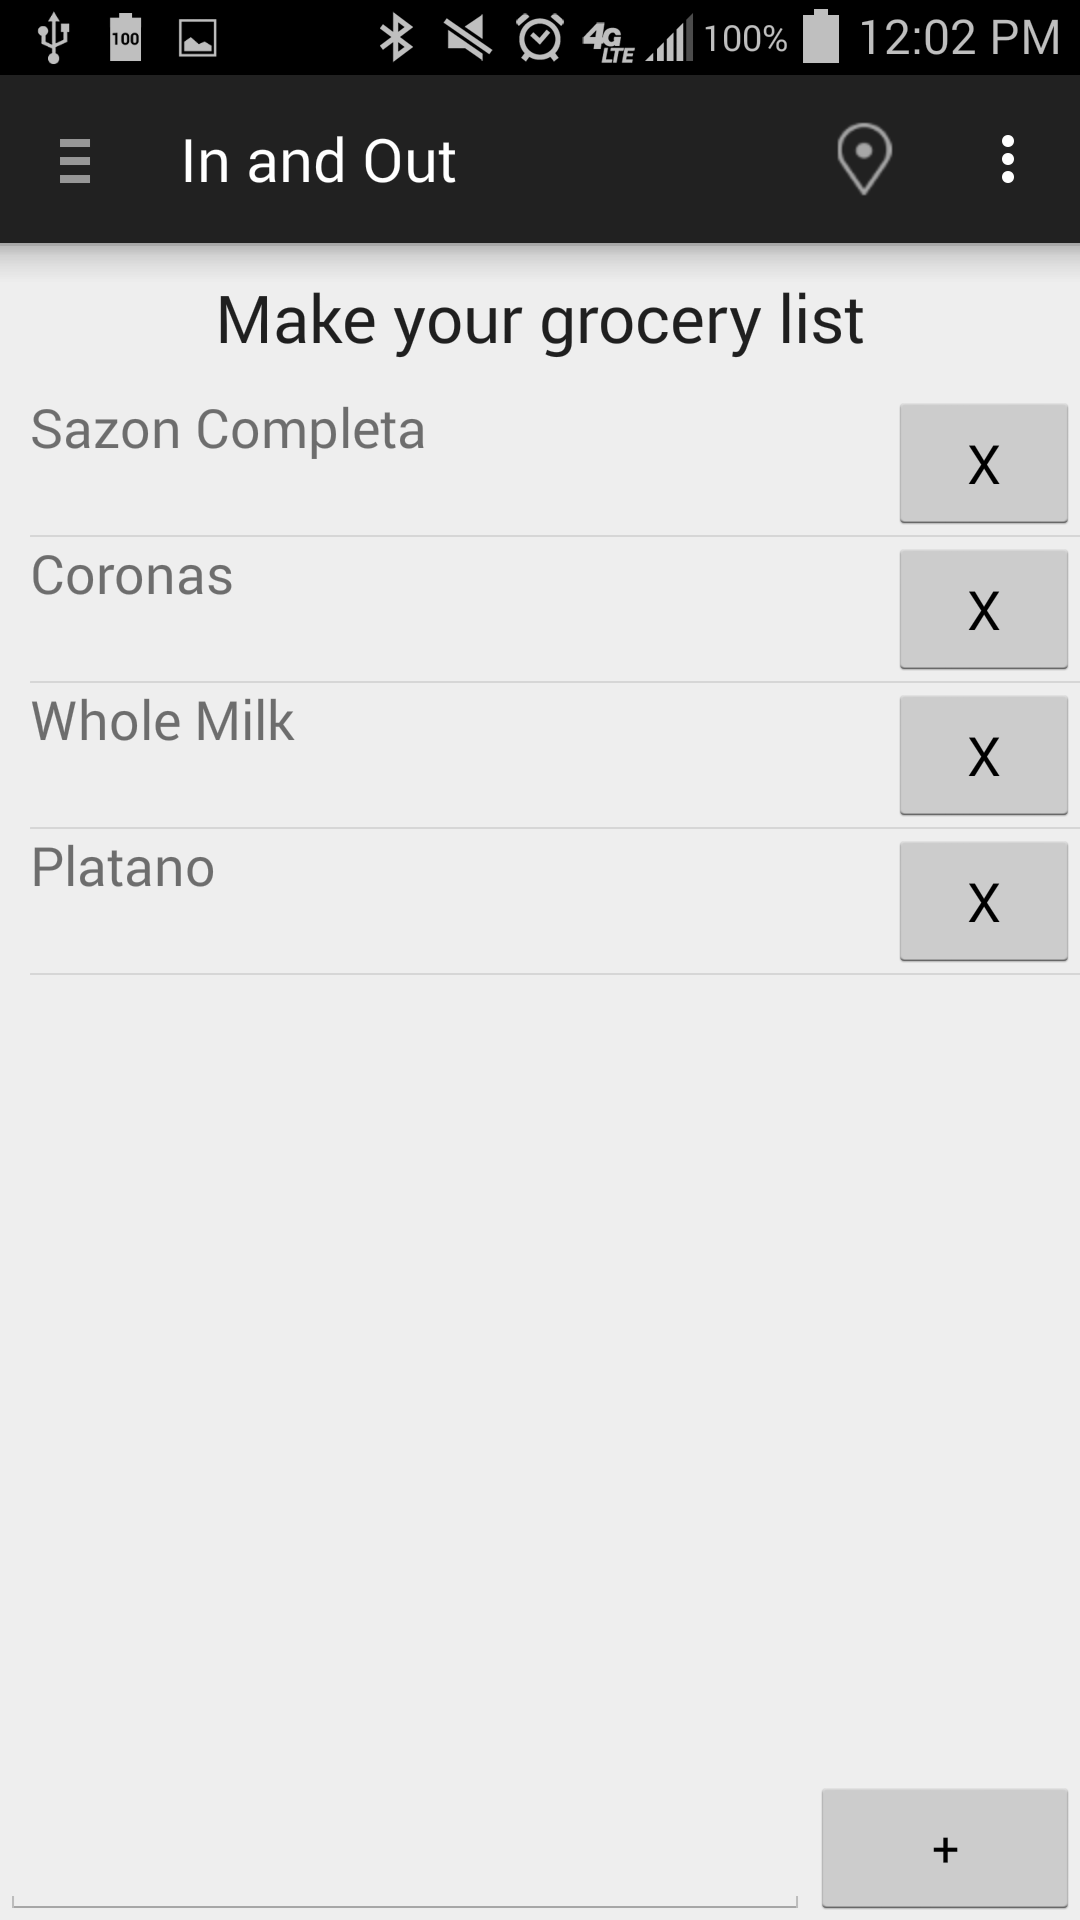 100 4G LTE 100% 12:02 PM
In and Out
Make your grocery list
Sazon Completa X
Coronas X
Whole Milk X
Platano X
+